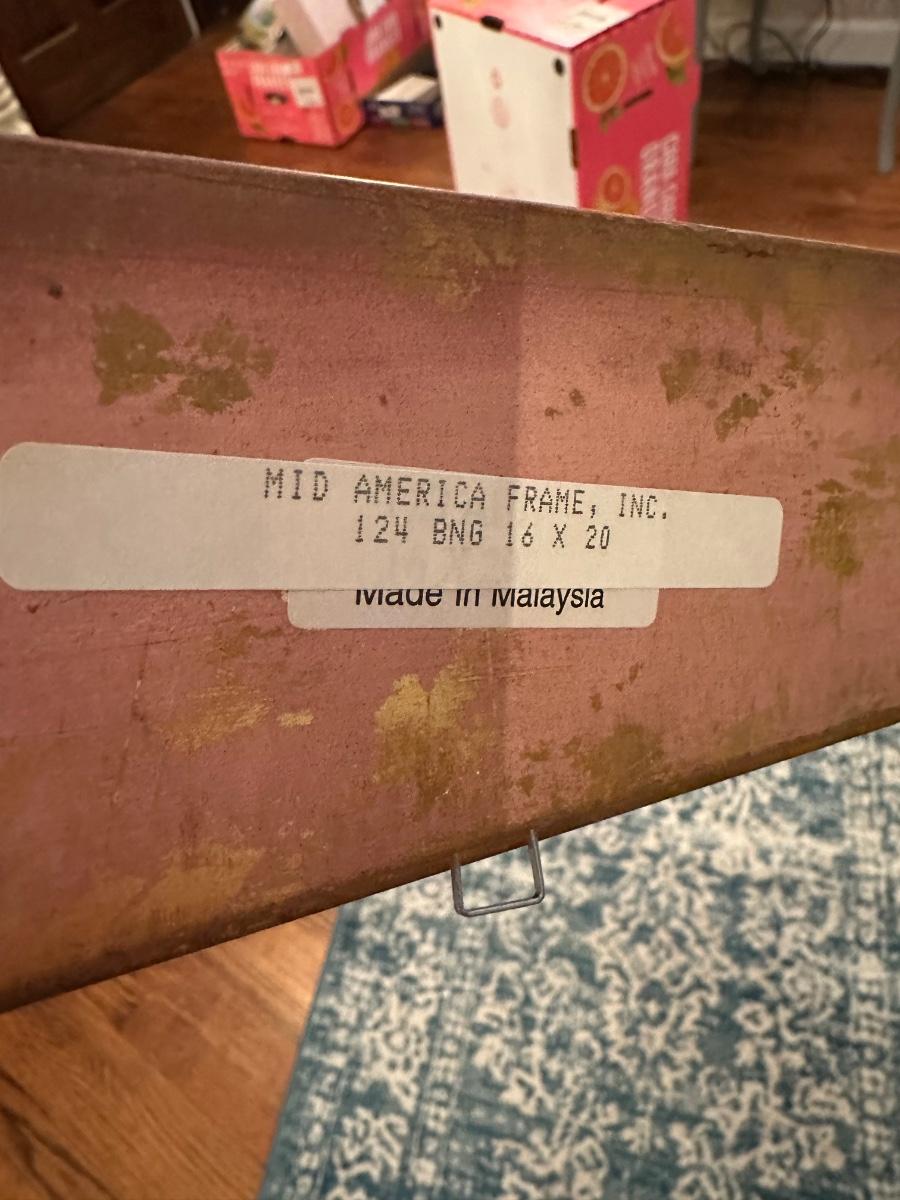 MID AMERICA FRAME, INC.
124 BNG 16 X 20
Made In Malaysia